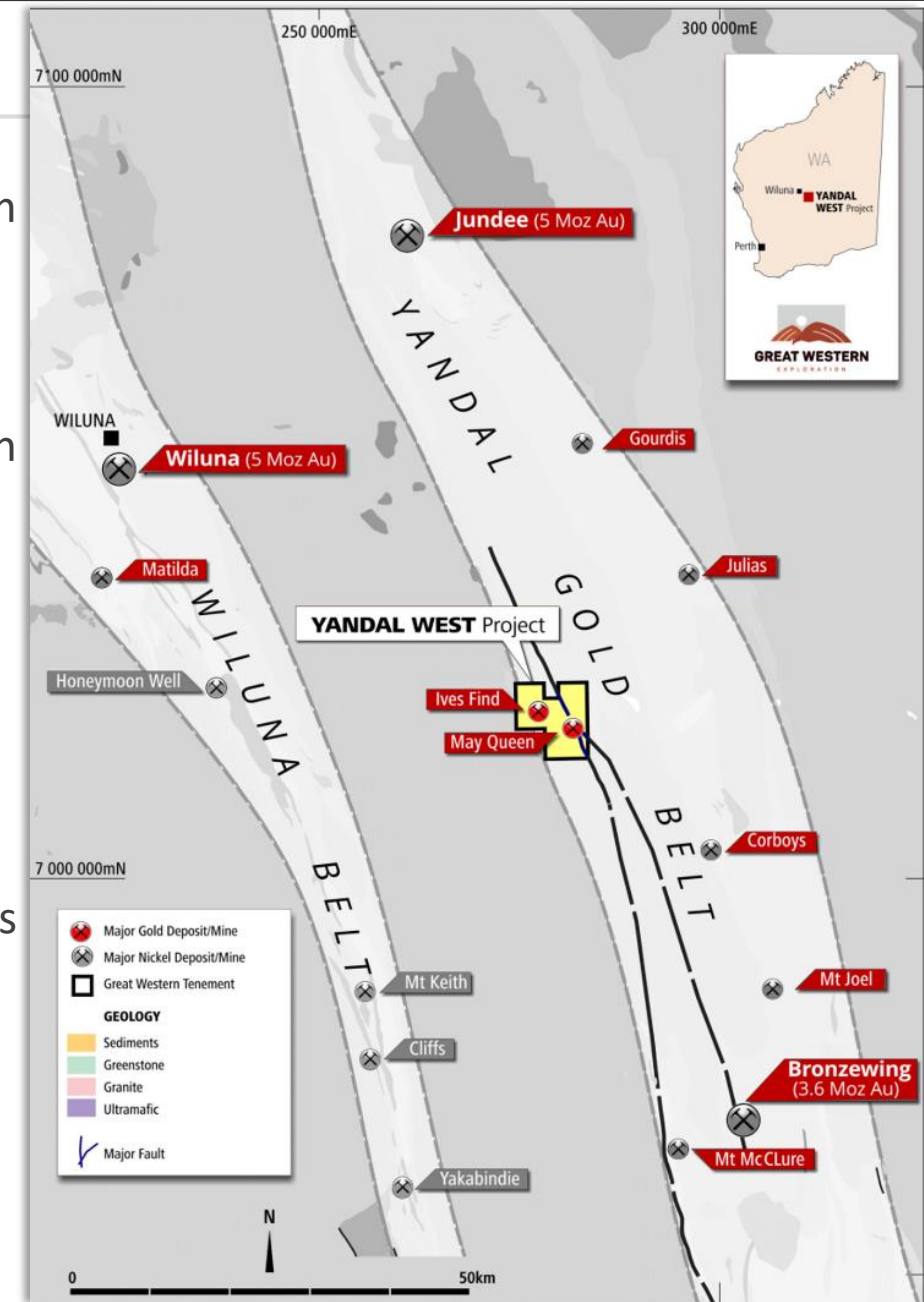 250 000mE
300 000mE
7100 000mN
WA
Wiluna
YANDAL
WEST Project
Perth
GREAT WESTERN
EXPLORATION
Jundee (5 Moz Au)
YANDAL GOLD BELT
Gourdis
WILUNA
Wiluna (5 Moz Au)
Matilda
Julias
WILUNA BELT
YANDAL WEST Project
Honeymoon Well
Ives Find
May Queen
Corboys
7 000 000mN
s
Major Gold Deposit/Mine
Major Nickel Deposit/Mine
Great Western Tenement
GEOLOGY
Sediments
Greenstone
Granite
Ultramafic
Major Fault
Mt Keith
Mt Joel
Cliffs
Bronzewing
(3.6 Moz Au)
Mt McCLure
Yakabindie
N
0
50km